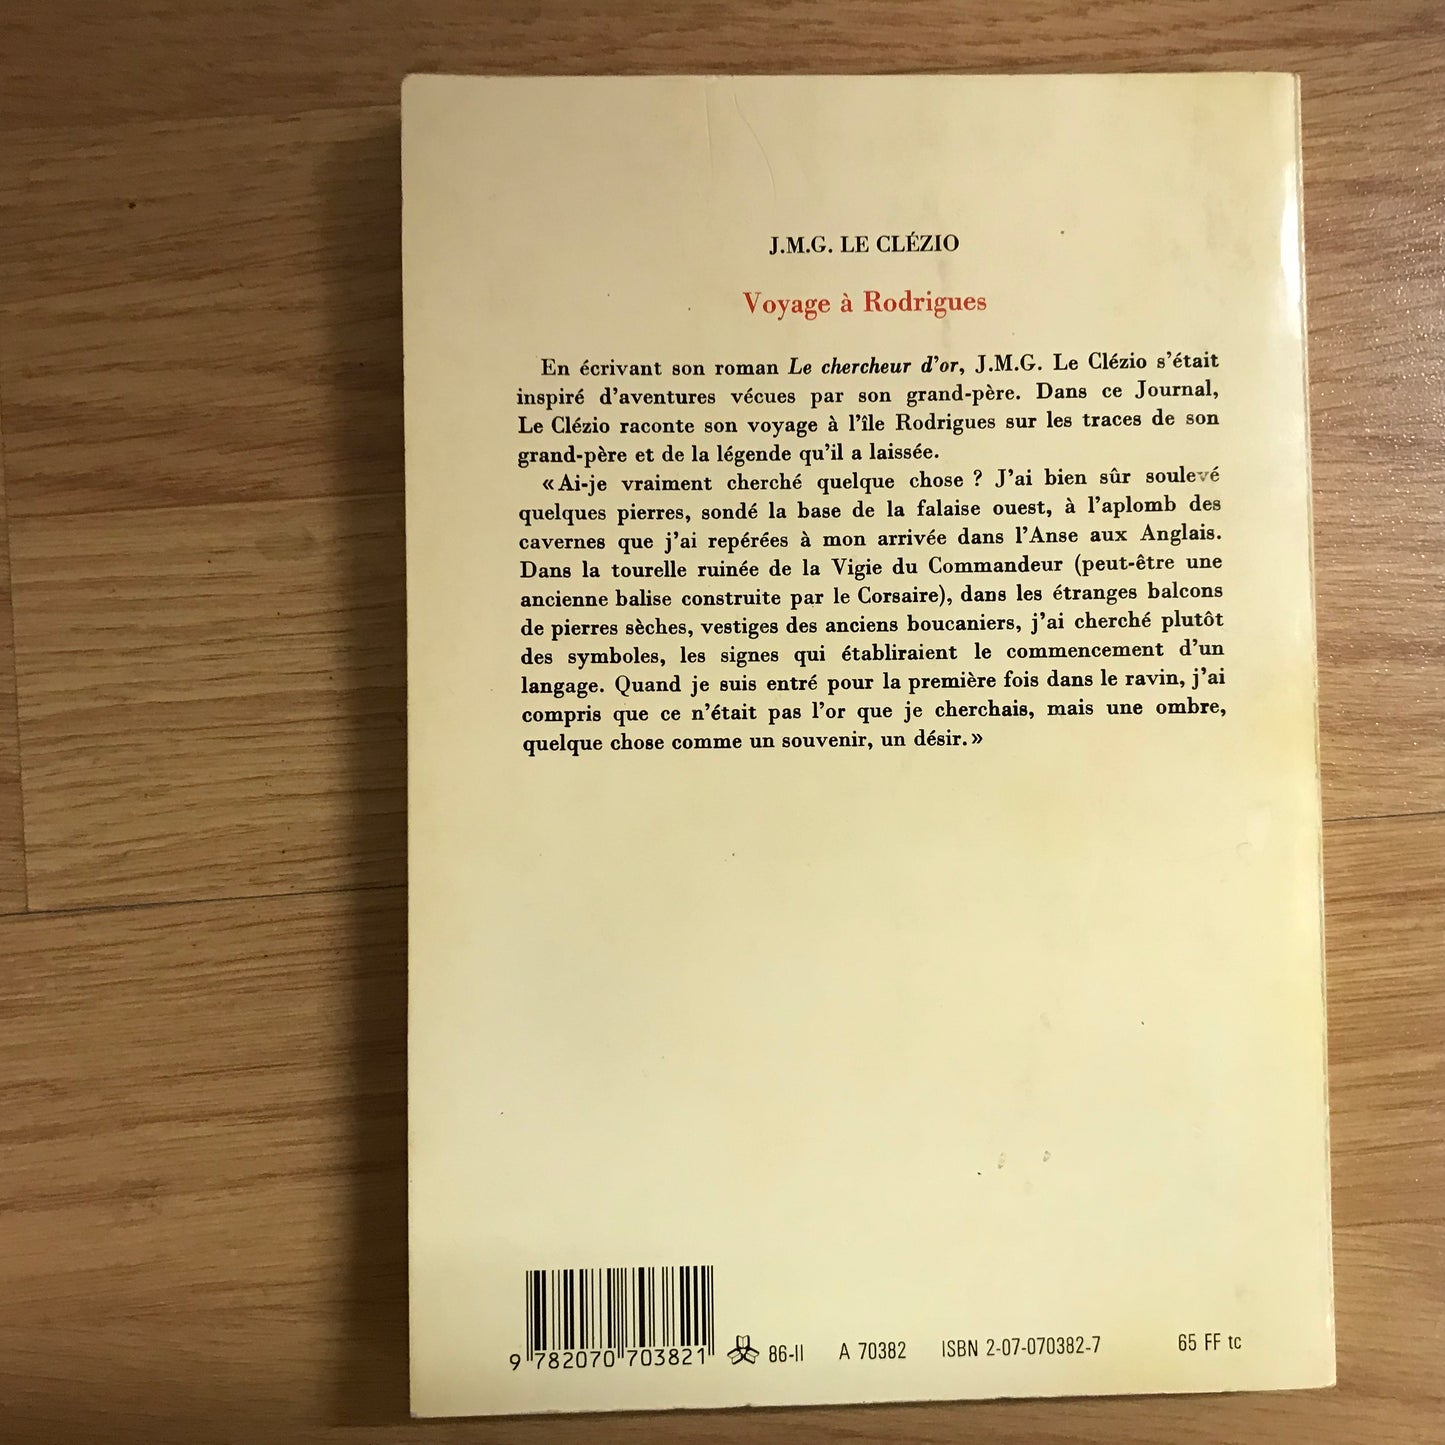 J.M.G. LE CLÉZIO
Voyage à Rodrigues
En écrivant son roman Le chercheur d'or, J.M.G. Le Clézio s'était
inspiré d'aventures vécues par son grand-père. Dans ce Journal,
Le Clézio raconte son voyage à l'île Rodrigues sur les traces de son
grand-père et de la légende qu'il a laissée.
« Ai-je vraiment cherché quelque chose ? J'ai bien sûr soulevé
quelques pierres, sondé la base de la falaise ouest, à l'aplomb des
cavernes que j'ai repérées à mon arrivée dans l'Anse aux Anglais.
Dans la tourelle ruinée de la Vigie du Commandeur (peut-être une
ancienne balise construite par le Corsaire), dans les étranges balcons
de pierres sèches, vestiges des anciens boucaniers, j'ai cherché plutôt
des symboles, les signes qui établiraient le commencement d'un
langage. Quand je suis entré pour la première fois dans le ravin, j'ai
compris que ce n'était pas l'or que je cherchais, mais une ombre,
quelque chose comme un souvenir, un désir. »
9 782070 703821 86-II A 70382 ISBN 2-07-070382-7 65 FF tc